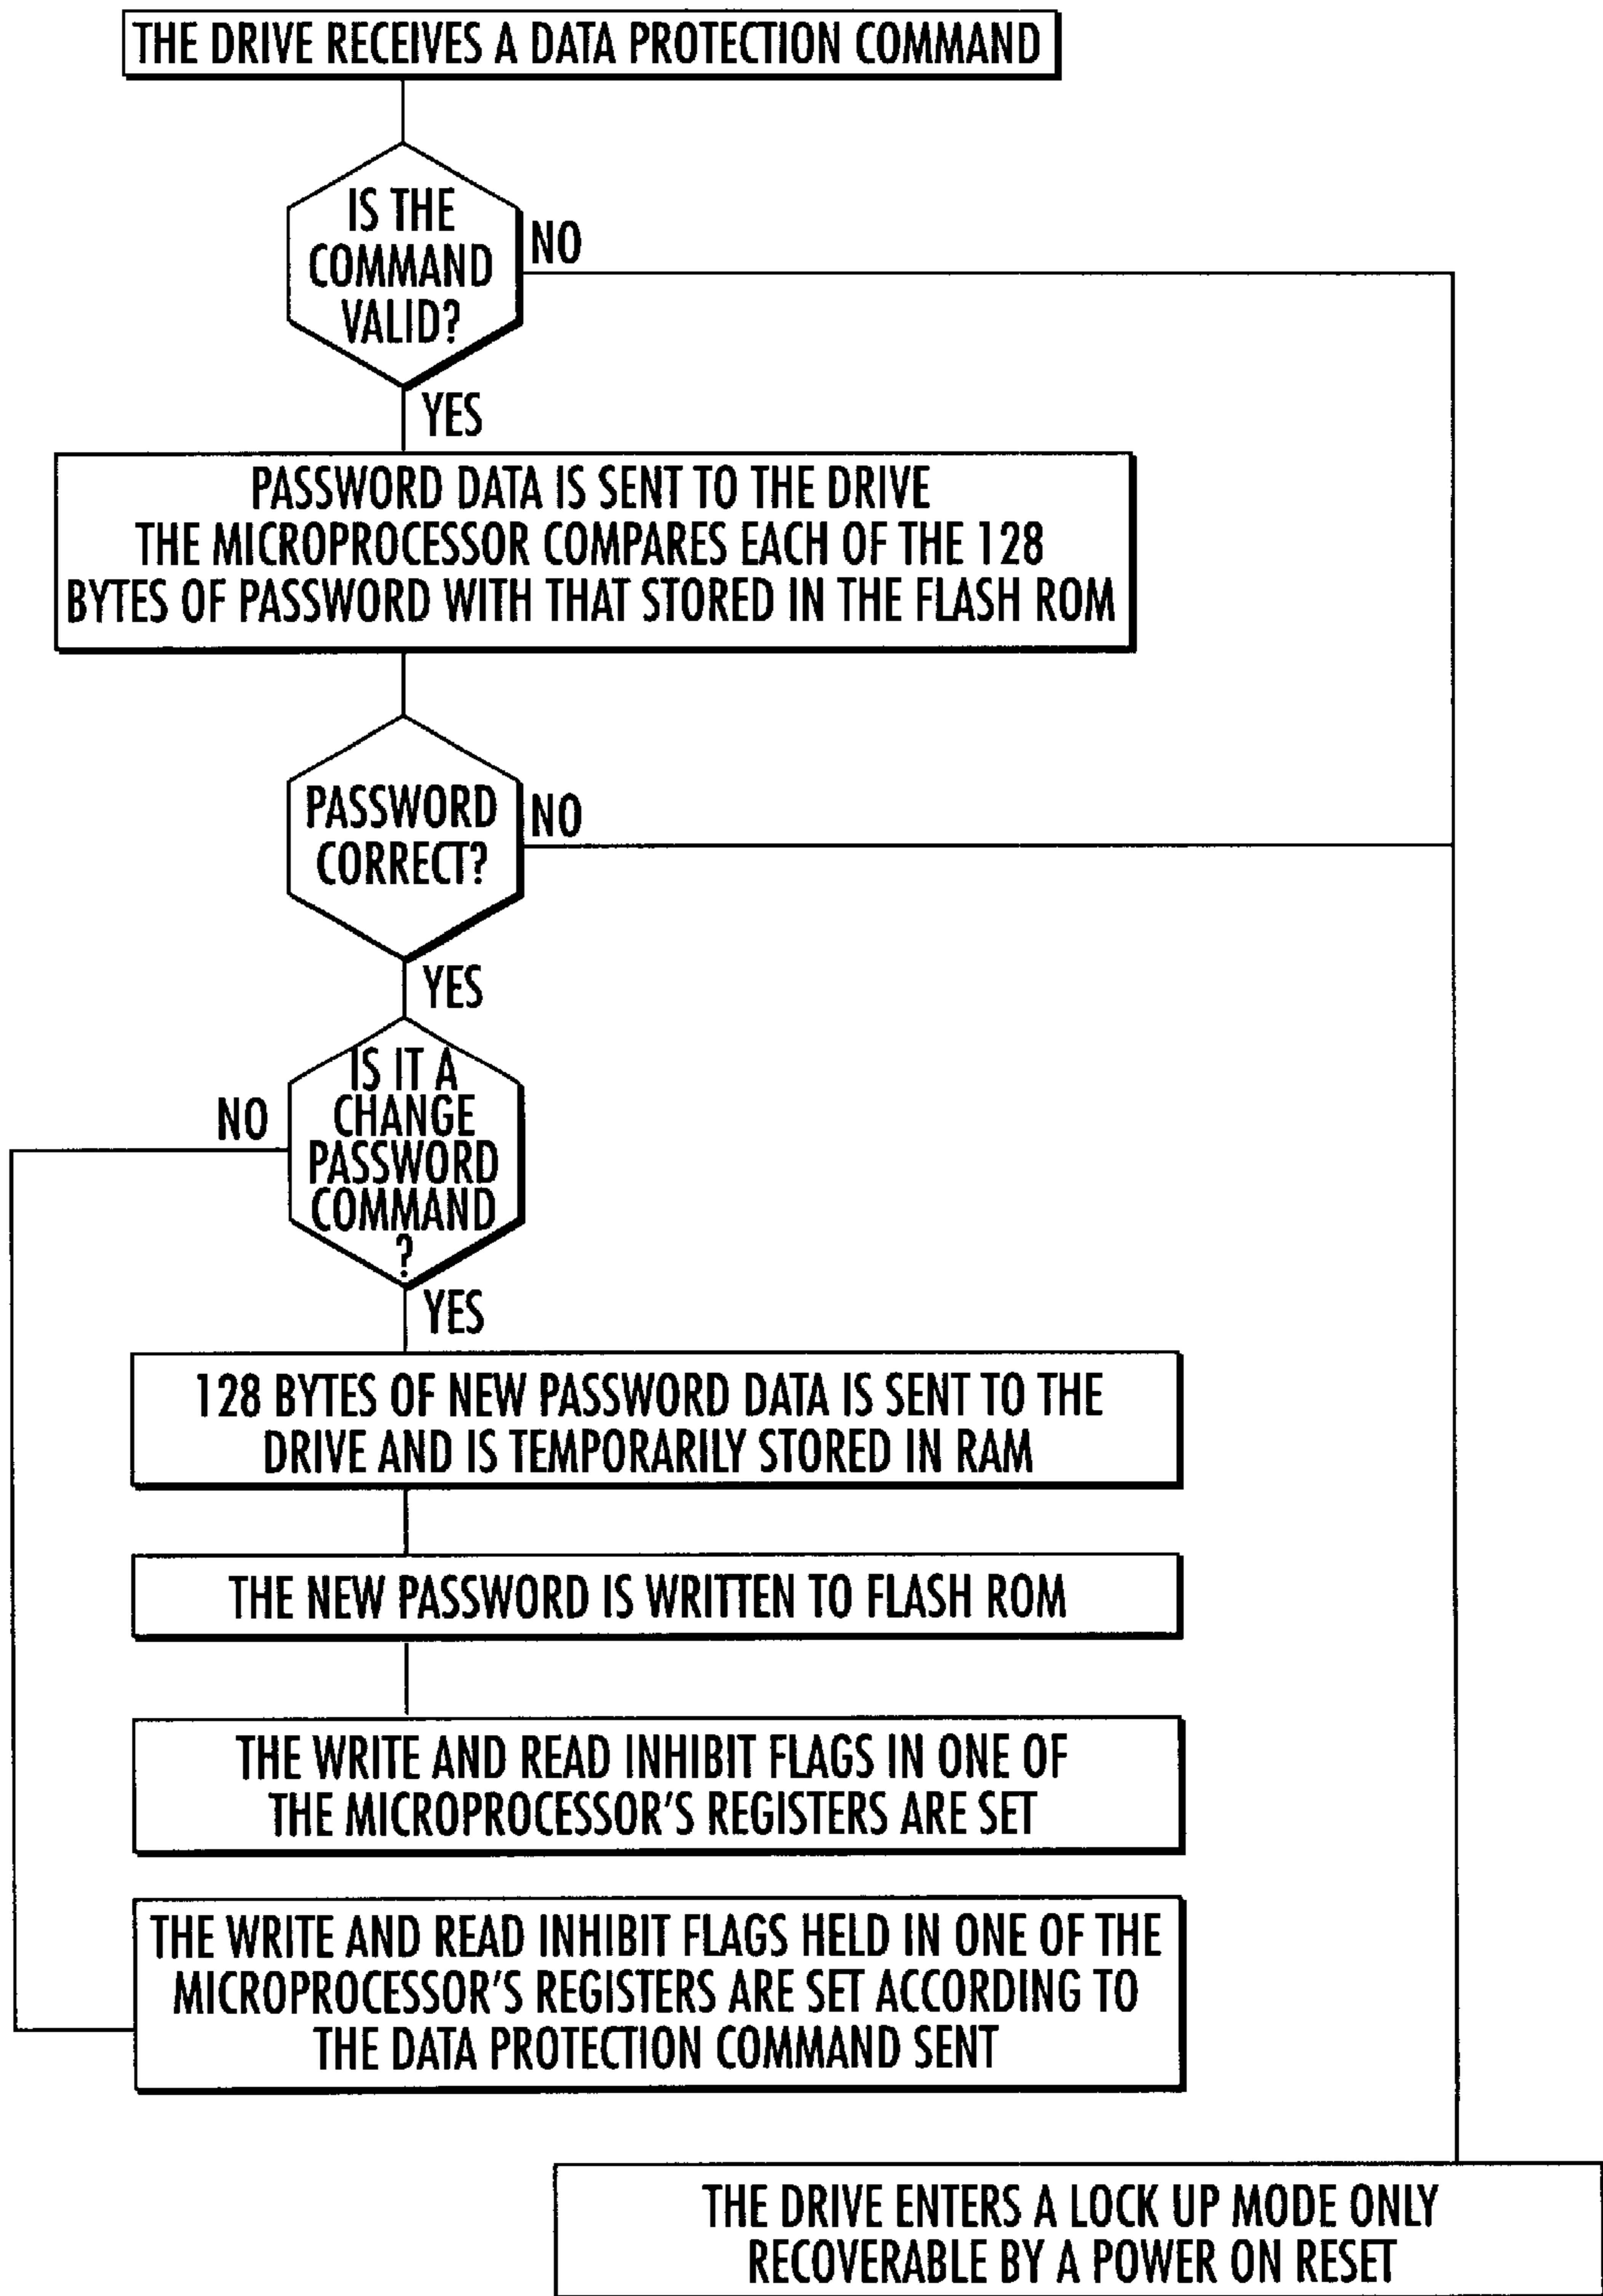 THE DRIVE RECEIVES A DATA PROTECTION COMMAND
IS THE
COMMAND
VALID?
NO
YES
PASSWORD DATA IS SENT TO THE DRIVE
THE MICROPROCESSOR COMPARES EACH OF THE 128
BYTES OF PASSWORD WITH THAT STORED IN THE FLASH ROM
PASSWORD
CORRECT?
NO
YES
IS IT A
CHANGE
PASSWORD
COMMAND
?
NO
YES
128 BYTES OF NEW PASSWORD DATA IS SENT TO THE
DRIVE AND IS TEMPORARILY STORED IN RAM
THE NEW PASSWORD IS WRITTEN TO FLASH ROM
THE WRITE AND READ INHIBIT FLAGS IN ONE OF
THE MICROPROCESSOR'S REGISTERS ARE SET
THE WRITE AND READ INHIBIT FLAGS HELD IN ONE OF THE
MICROPROCESSOR'S REGISTERS ARE SET ACCORDING TO
THE DATA PROTECTION COMMAND SENT
THE DRIVE ENTERS A LOCK UP MODE ONLY
RECOVERABLE BY A POWER ON RESET